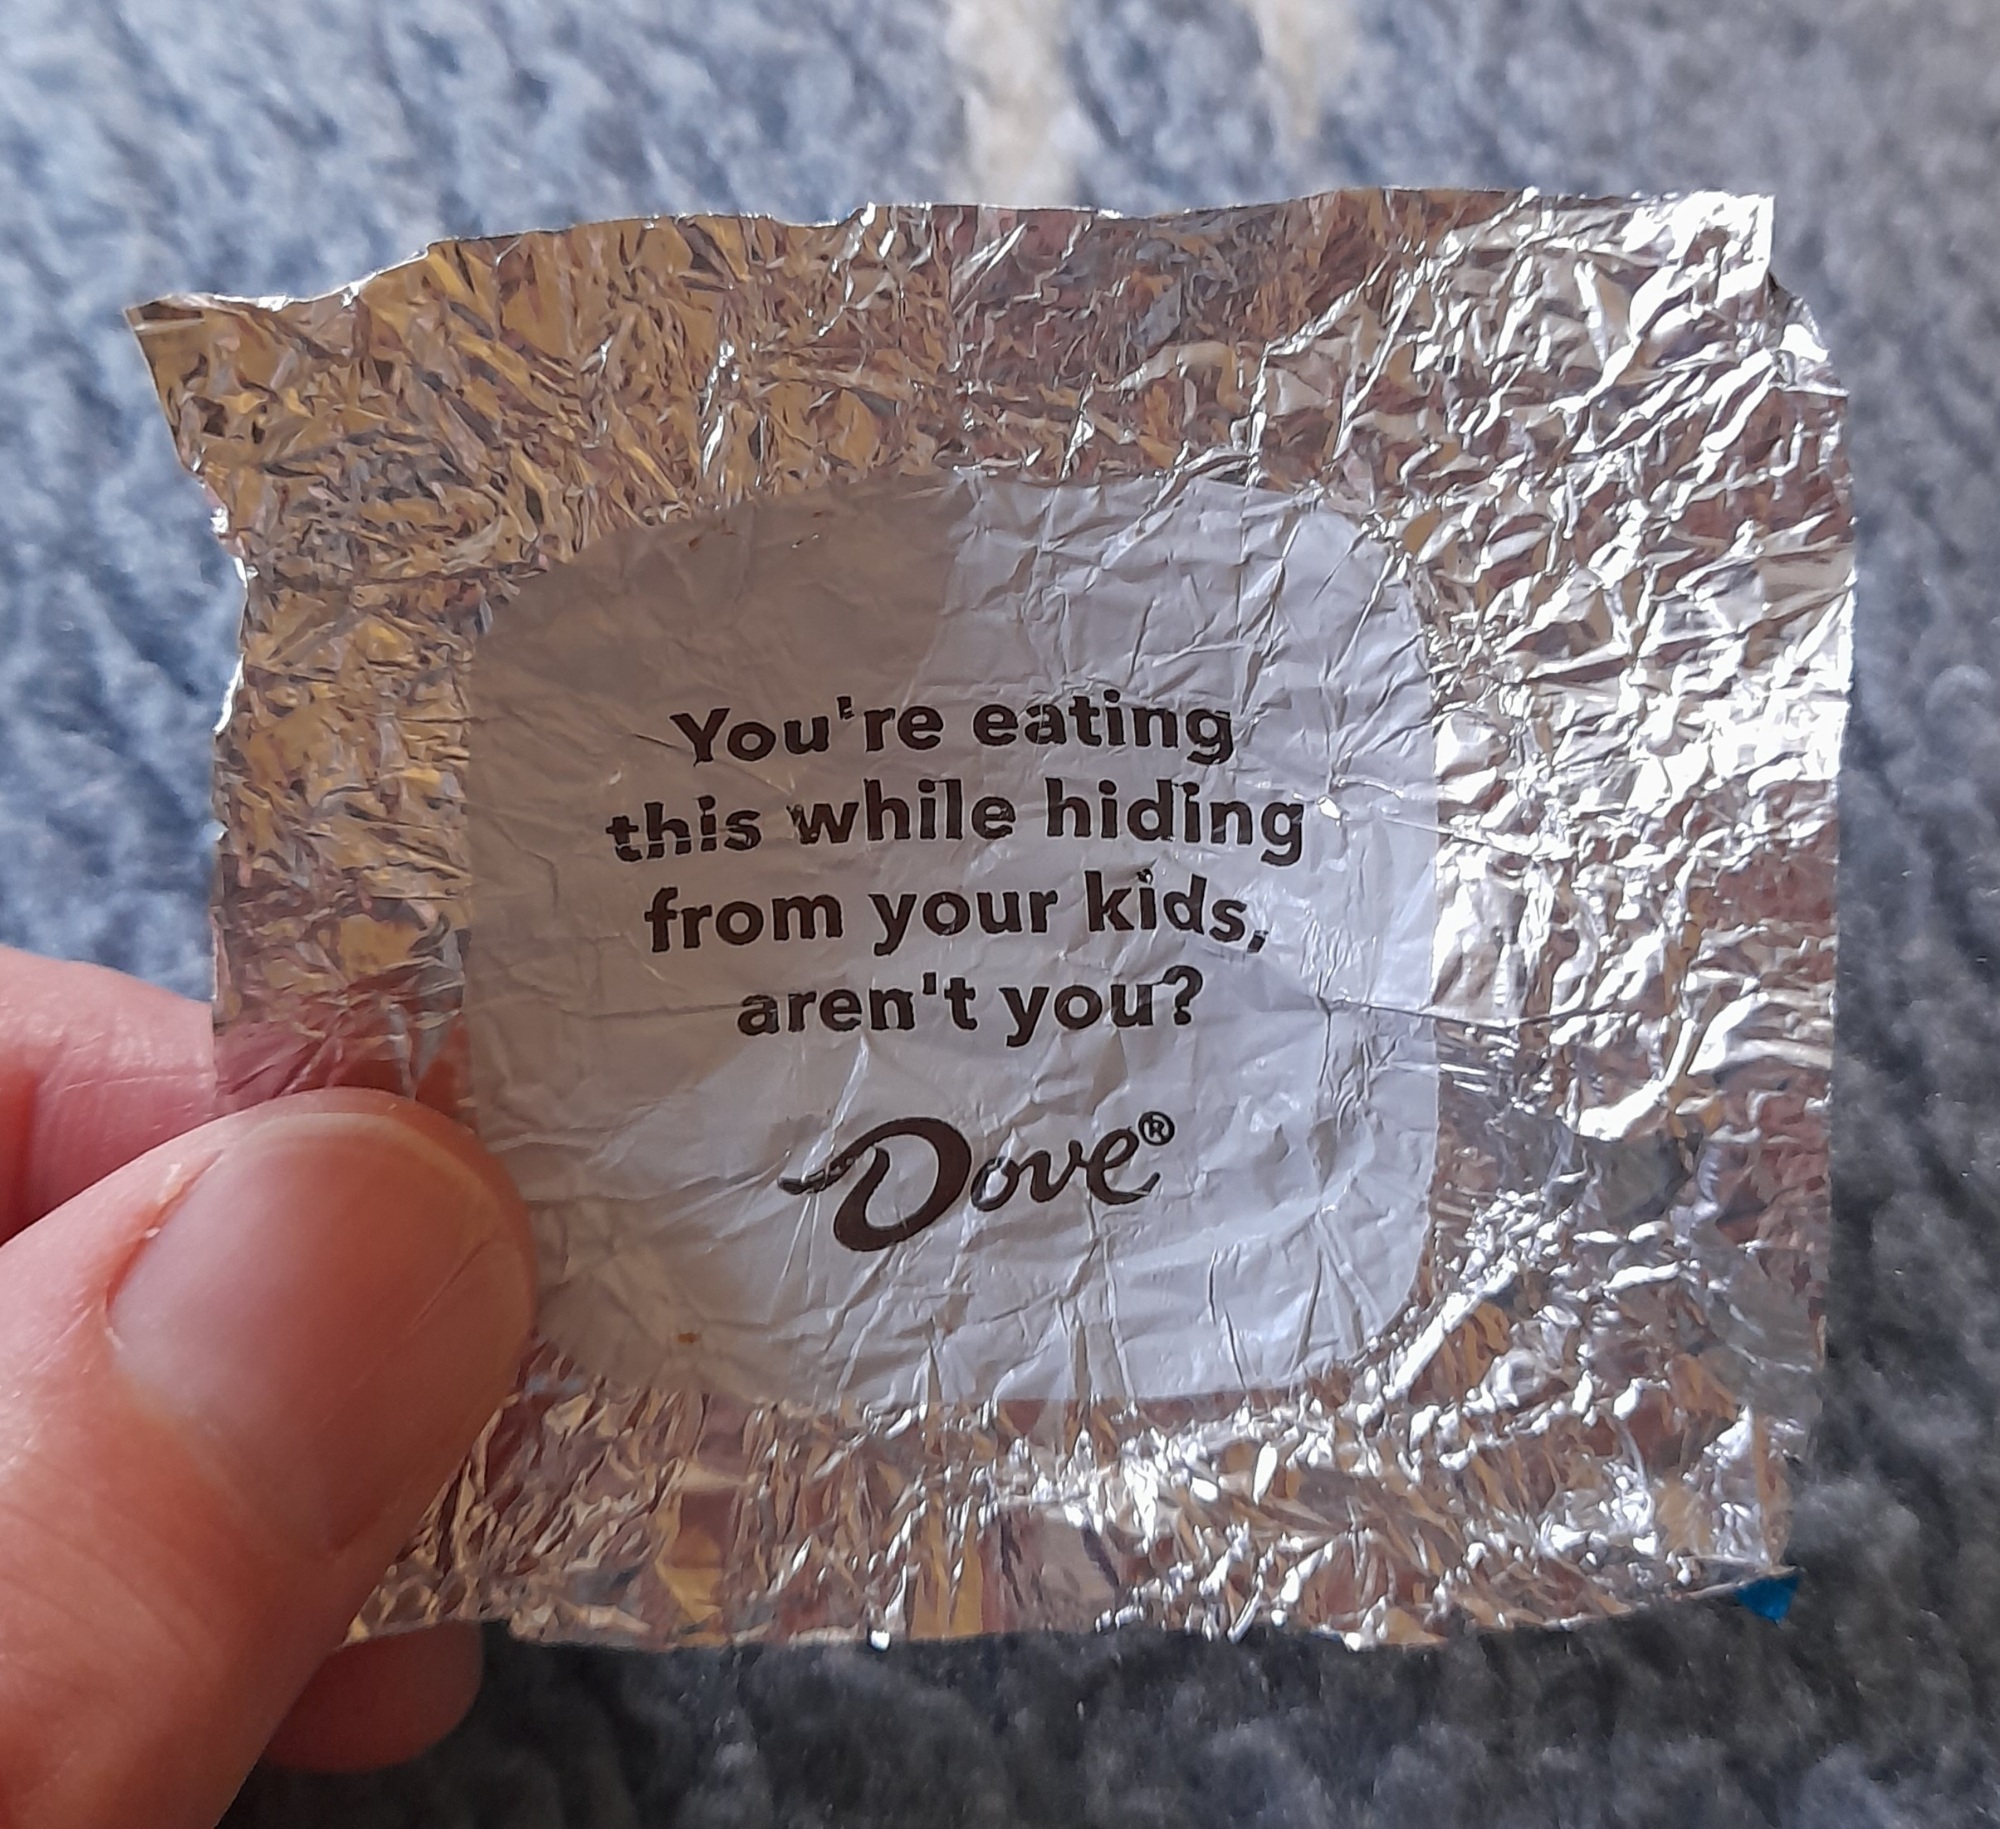 You're eating
this while hiding
from your kids,
aren't you?
Dove®